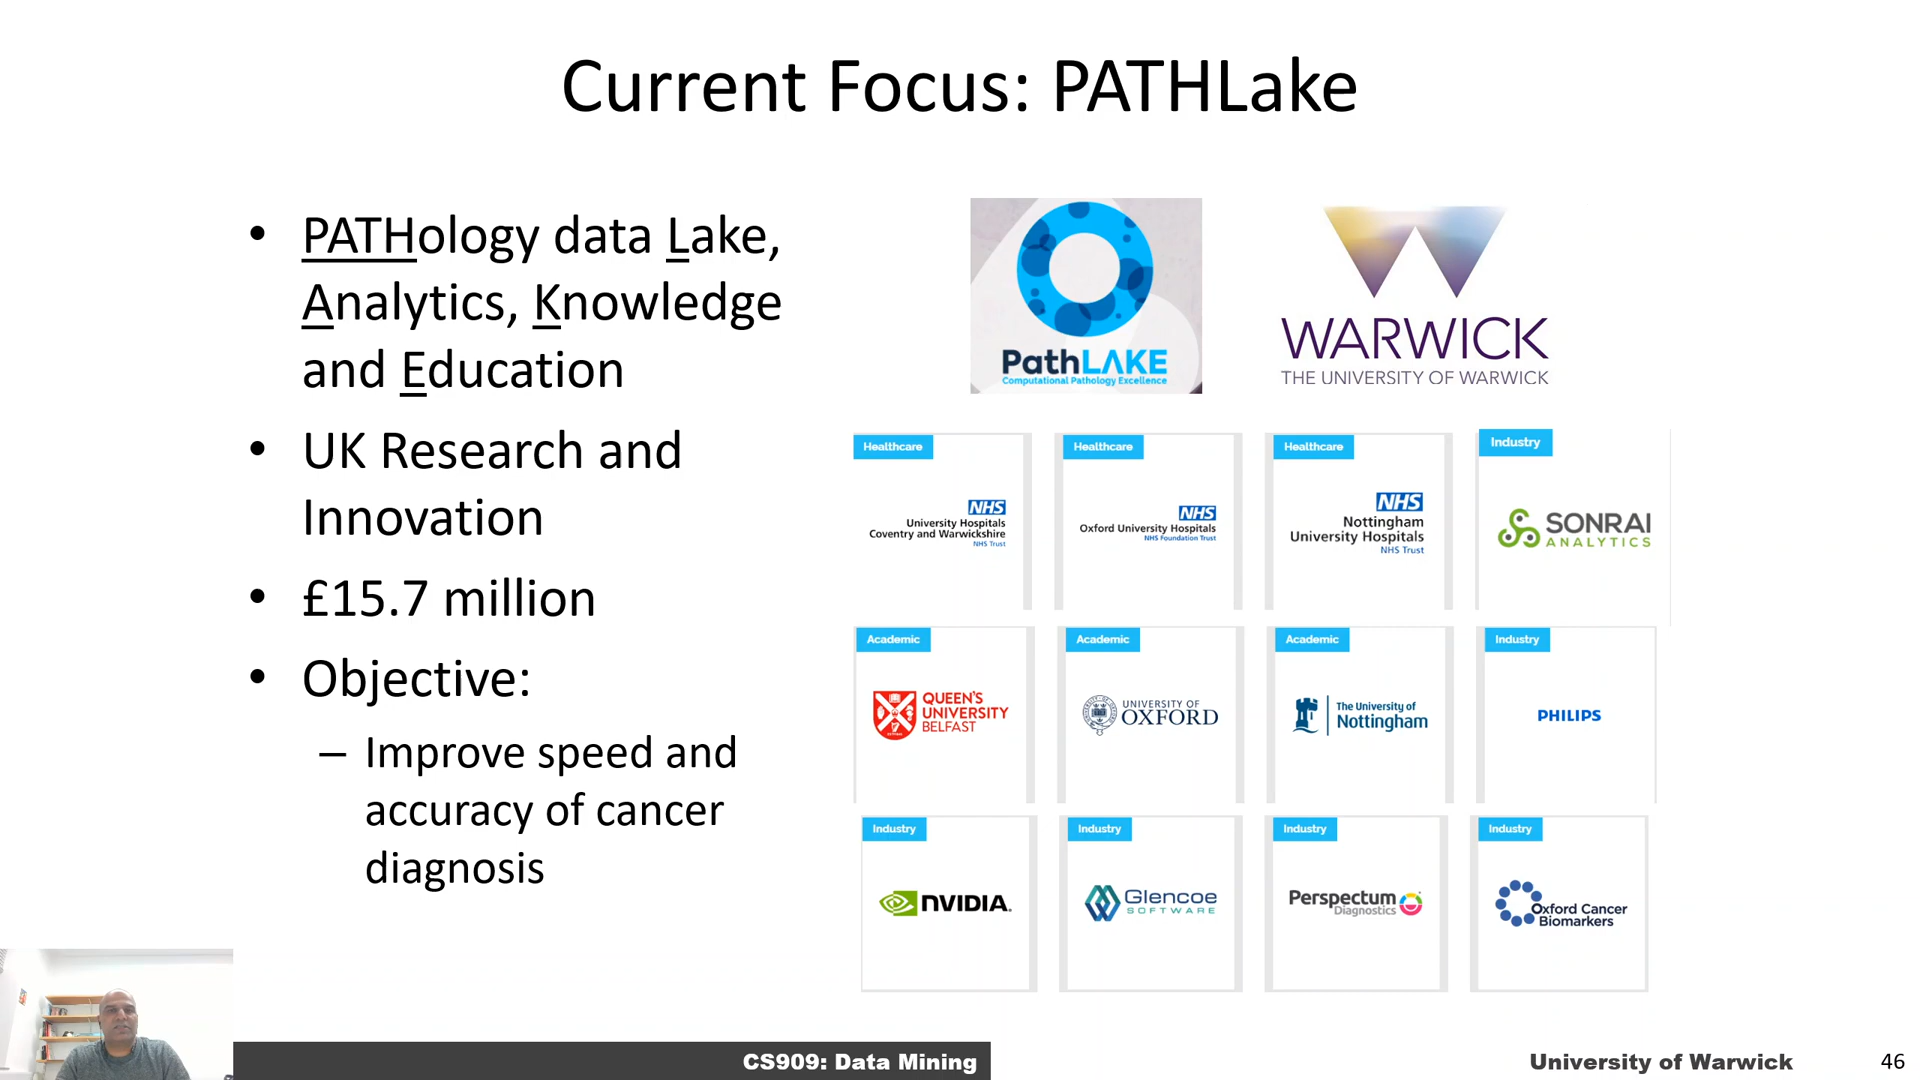 Current Focus: PATHLake
• PATHology data Lake,
Analytics, Knowledge
and Education
• UK Research and
Innovation
• £15.7 million
• Objective:
– Improve speed and
accuracy of cancer
diagnosis
PathLAKE
Computational Pathology Excellence
WARWICK
THE UNIVERSITY OF WARWICK
Healthcare
NHS
University Hospitals
Coventry and Warwickshire
NHS Trust
Healthcare
NHS
Oxford University Hospitals
NHS Foundation Trust
Healthcare
NHS
Nottingham
University Hospitals
NHS Trust
Industry
SONRAI
ANALYTICS
Academic
QUEEN'S
UNIVERSITY
BELFAST
Academic
UNIVERSITY OF
OXFORD
Academic
The University of
Nottingham
Industry
PHILIPS
Industry
NVIDIA.
Industry
Glencoe
SOFTWARE
Industry
Perspectum
Diagnostics
Industry
Oxford Cancer
Biomarkers
CS909: Data Mining
University of Warwick
46